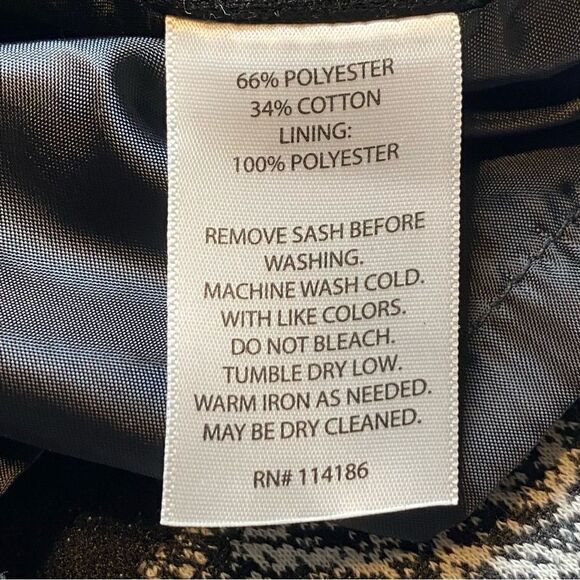 66% POLYESTER
34% COTTON
LINING:
100% POLYESTER
REMOVE SASH BEFORE
WASHING.
MACHINE WASH COLD.
WITH LIKE COLORS.
DO NOT BLEACH.
TUMBLE DRY LOW.
WARM IRON AS NEEDED.
MAY BE DRY CLEANED.
RN# 114186